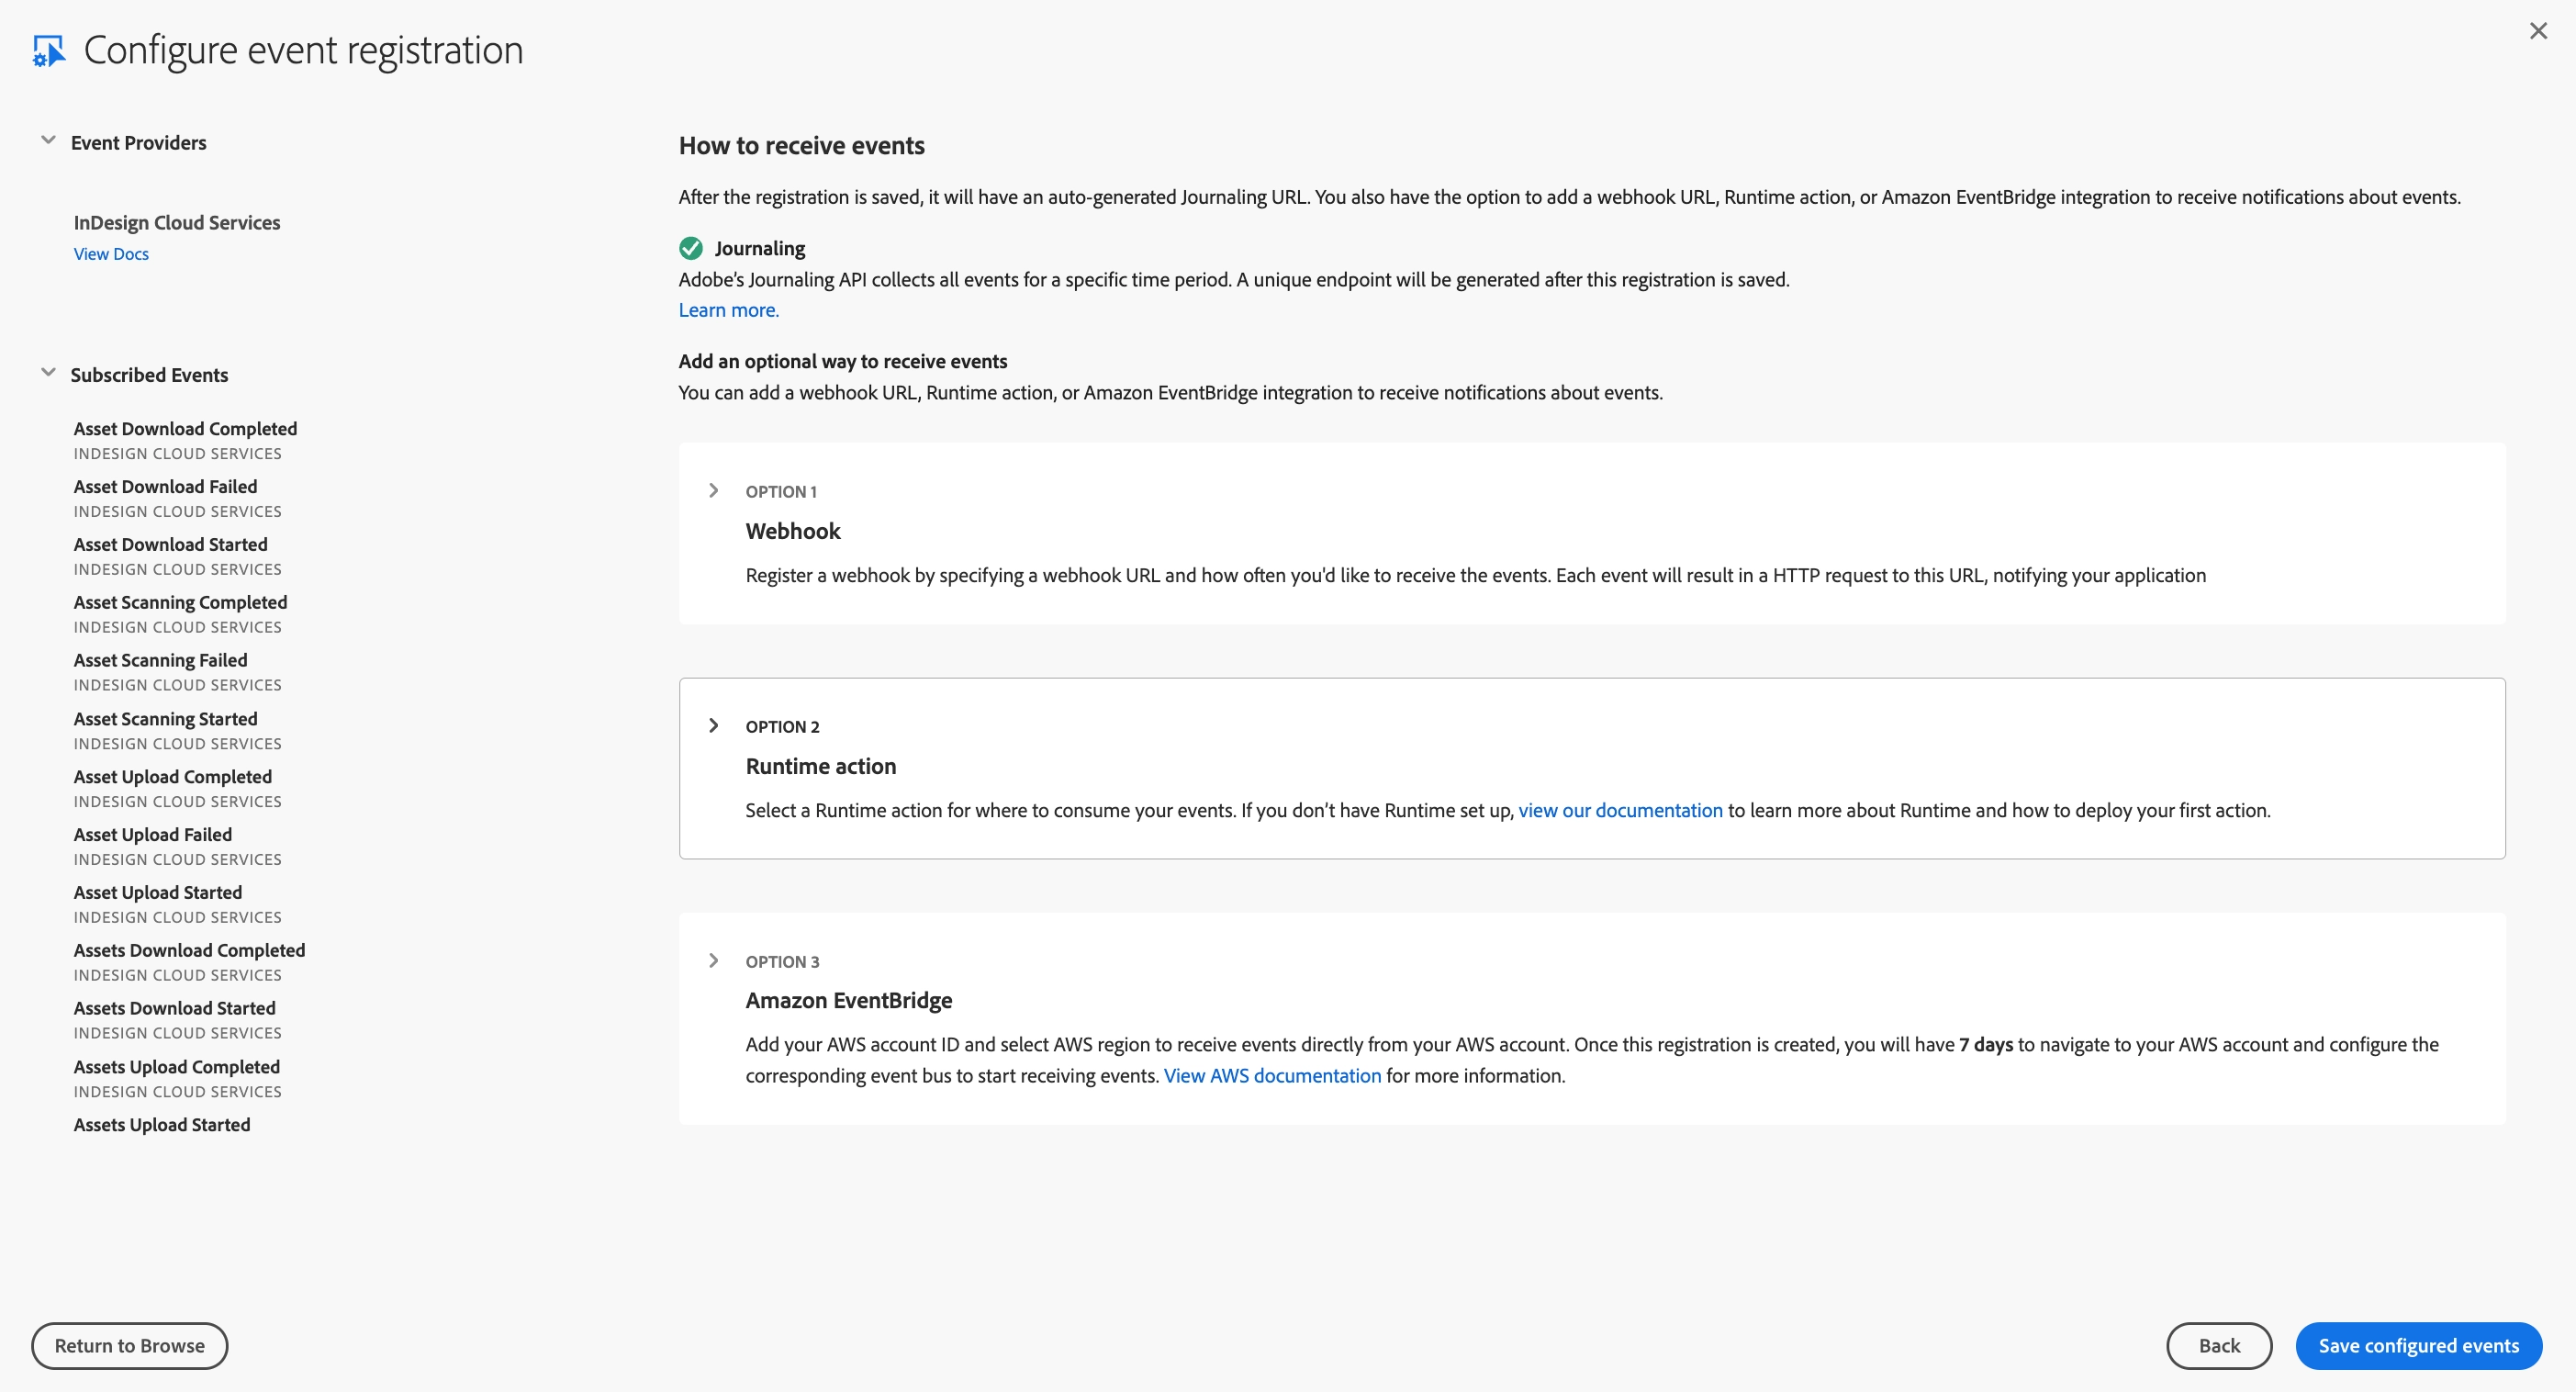 Configure event registration
Event Providers
InDesign Cloud Services
View Docs
Subscribed Events
Asset Download Completed
INDESIGN CLOUD SERVICES
Asset Download Failed
INDESIGN CLOUD SERVICES
Asset Download Started
INDESIGN CLOUD SERVICES
Asset Scanning Completed
INDESIGN CLOUD SERVICES
Asset Scanning Failed
INDESIGN CLOUD SERVICES
Asset Scanning Started
INDESIGN CLOUD SERVICES
Asset Upload Completed
INDESIGN CLOUD SERVICES
Asset Upload Failed
INDESIGN CLOUD SERVICES
Asset Upload Started
INDESIGN CLOUD SERVICES
Assets Download Completed
INDESIGN CLOUD SERVICES
Assets Download Started
INDESIGN CLOUD SERVICES
Assets Upload Completed
INDESIGN CLOUD SERVICES
Assets Upload Started
How to receive events
After the registration is saved, it will have an auto-generated Journaling URL. You also have the option to add a webhook URL, Runtime action, or Amazon EventBridge integration to receive notifications about events.
Journaling
Adobe’s Journaling API collects all events for a specific time period. A unique endpoint will be generated after this registration is saved.
Learn more.
Add an optional way to receive events
You can add a webhook URL, Runtime action, or Amazon EventBridge integration to receive notifications about events.
OPTION 1
Webhook
Register a webhook by specifying a webhook URL and how often you'd like to receive the events. Each event will result in a HTTP request to this URL, notifying your application
OPTION 2
Runtime action
Select a Runtime action for where to consume your events. If you don’t have Runtime set up, view our documentation to learn more about Runtime and how to deploy your first action.
OPTION 3
Amazon EventBridge
Add your AWS account ID and select AWS region to receive events directly from your AWS account. Once this registration is created, you will have 7 days to navigate to your AWS account and configure the
corresponding event bus to start receiving events. View AWS documentation for more information.
Return to Browse
Back
Save configured events